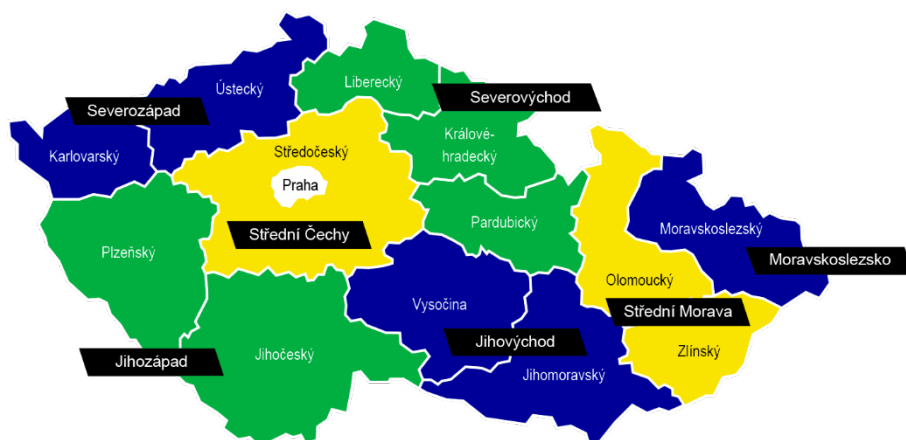 Ústecký
Liberecký
Severozápad
Severovýchod
Karlovarský
Králové-
hradecký
Středočeský
Praha
Pardubický
Střední Čechy
Plzeňský
Moravskoslezský
Moravskoslezsko
Olomoucký
Vysočina
Střední Morava
Jihovýchod
Zlínský
Jihozápad
Jihočeský
Jihomoravský